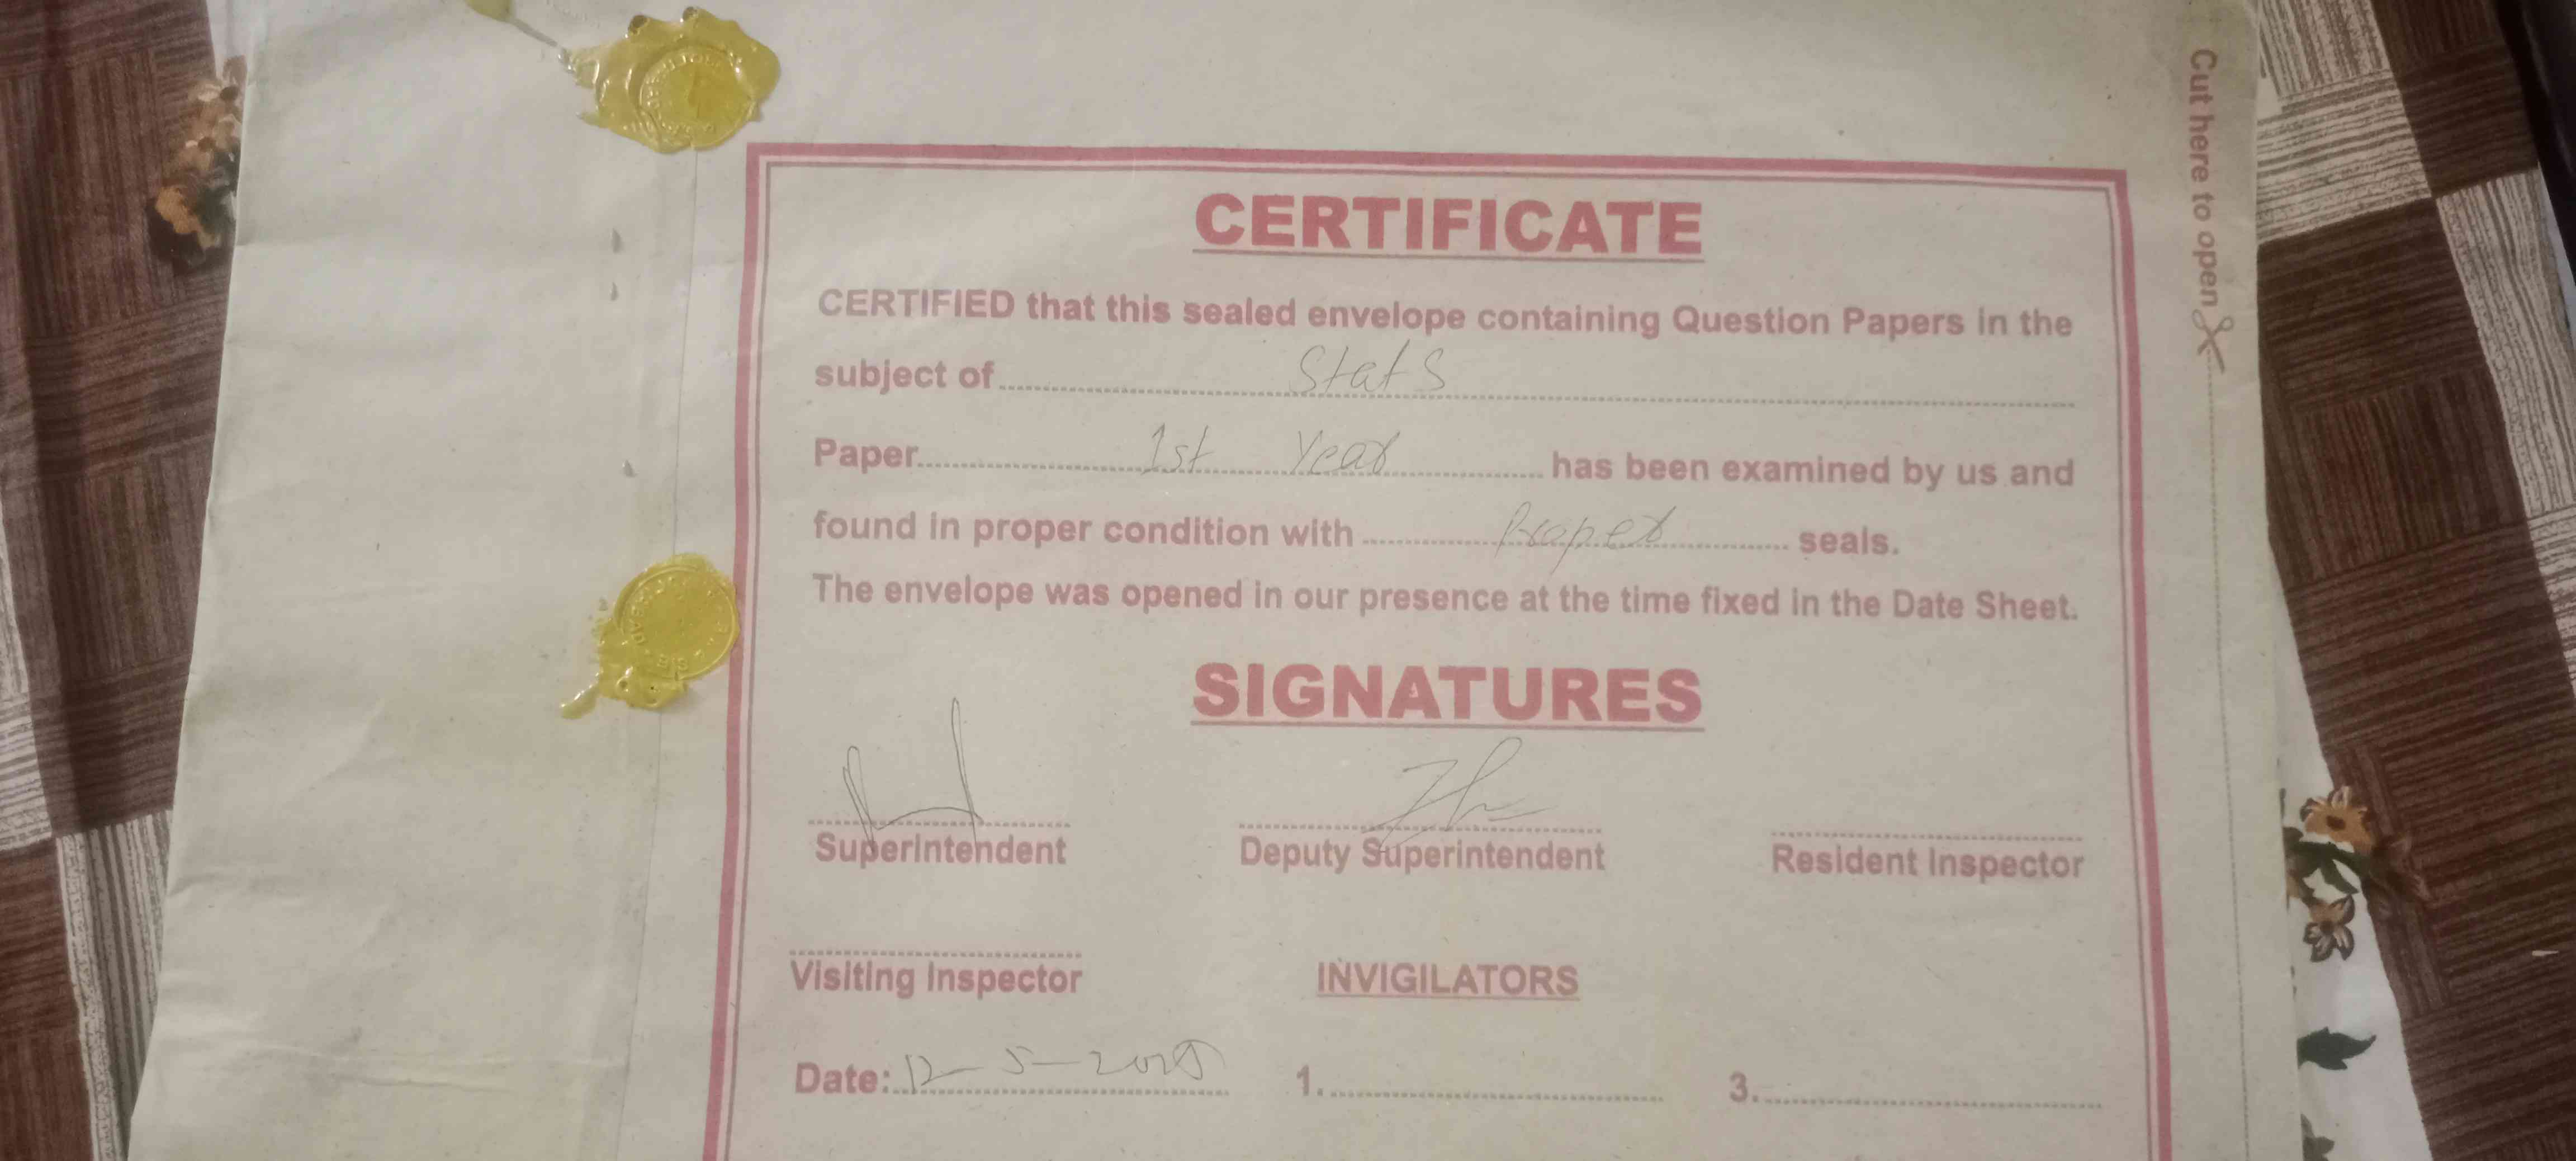 Cut here to open
CERTIFICATE
CERTIFIED that this sealed envelope containing Question Papers in the
subject of Stats
Paper 1st Year has been examined by us and
found in proper condition with Proper seals.
The envelope was opened in our presence at the time fixed in the Date Sheet.
SIGNATURES
Superintendent Deputy Superintendent Resident Inspector
Visiting Inspector INVIGILATORS
Date: 12-5-2025 1. 3.